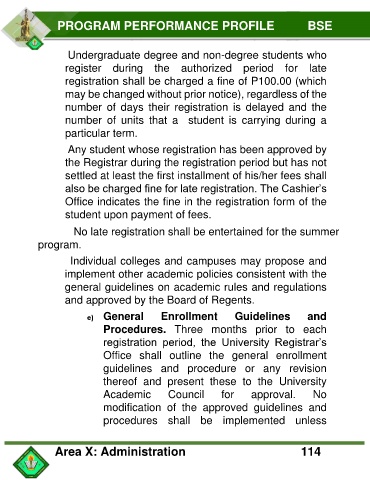 PROGRAM PERFORMANCE PROFILE BSE
Undergraduate degree and non-degree students who
register during the authorized period for late
registration shall be charged a fine of P100.00 (which
may be changed without prior notice), regardless of the
number of days their registration is delayed and the
number of units that a student is carrying during a
particular term.
Any student whose registration has been approved by
the Registrar during the registration period but has not
settled at least the first installment of his/her fees shall
also be charged fine for late registration. The Cashier's
Office indicates the fine in the registration form of the
student upon payment of fees.
No late registration shall be entertained for the summer
program.
Individual colleges and campuses may propose and
implement other academic policies consistent with the
general guidelines on academic rules and regulations
and approved by the Board of Regents.
e) General Enrollment Guidelines and
Procedures. Three months prior to each
registration period, the University Registrar's
Office shall outline the general enrollment
guidelines and procedure or any revision
thereof and present these to the University
Academic Council for approval. No
modification of the approved guidelines and
procedures shall be implemented unless
Area X: Administration 114